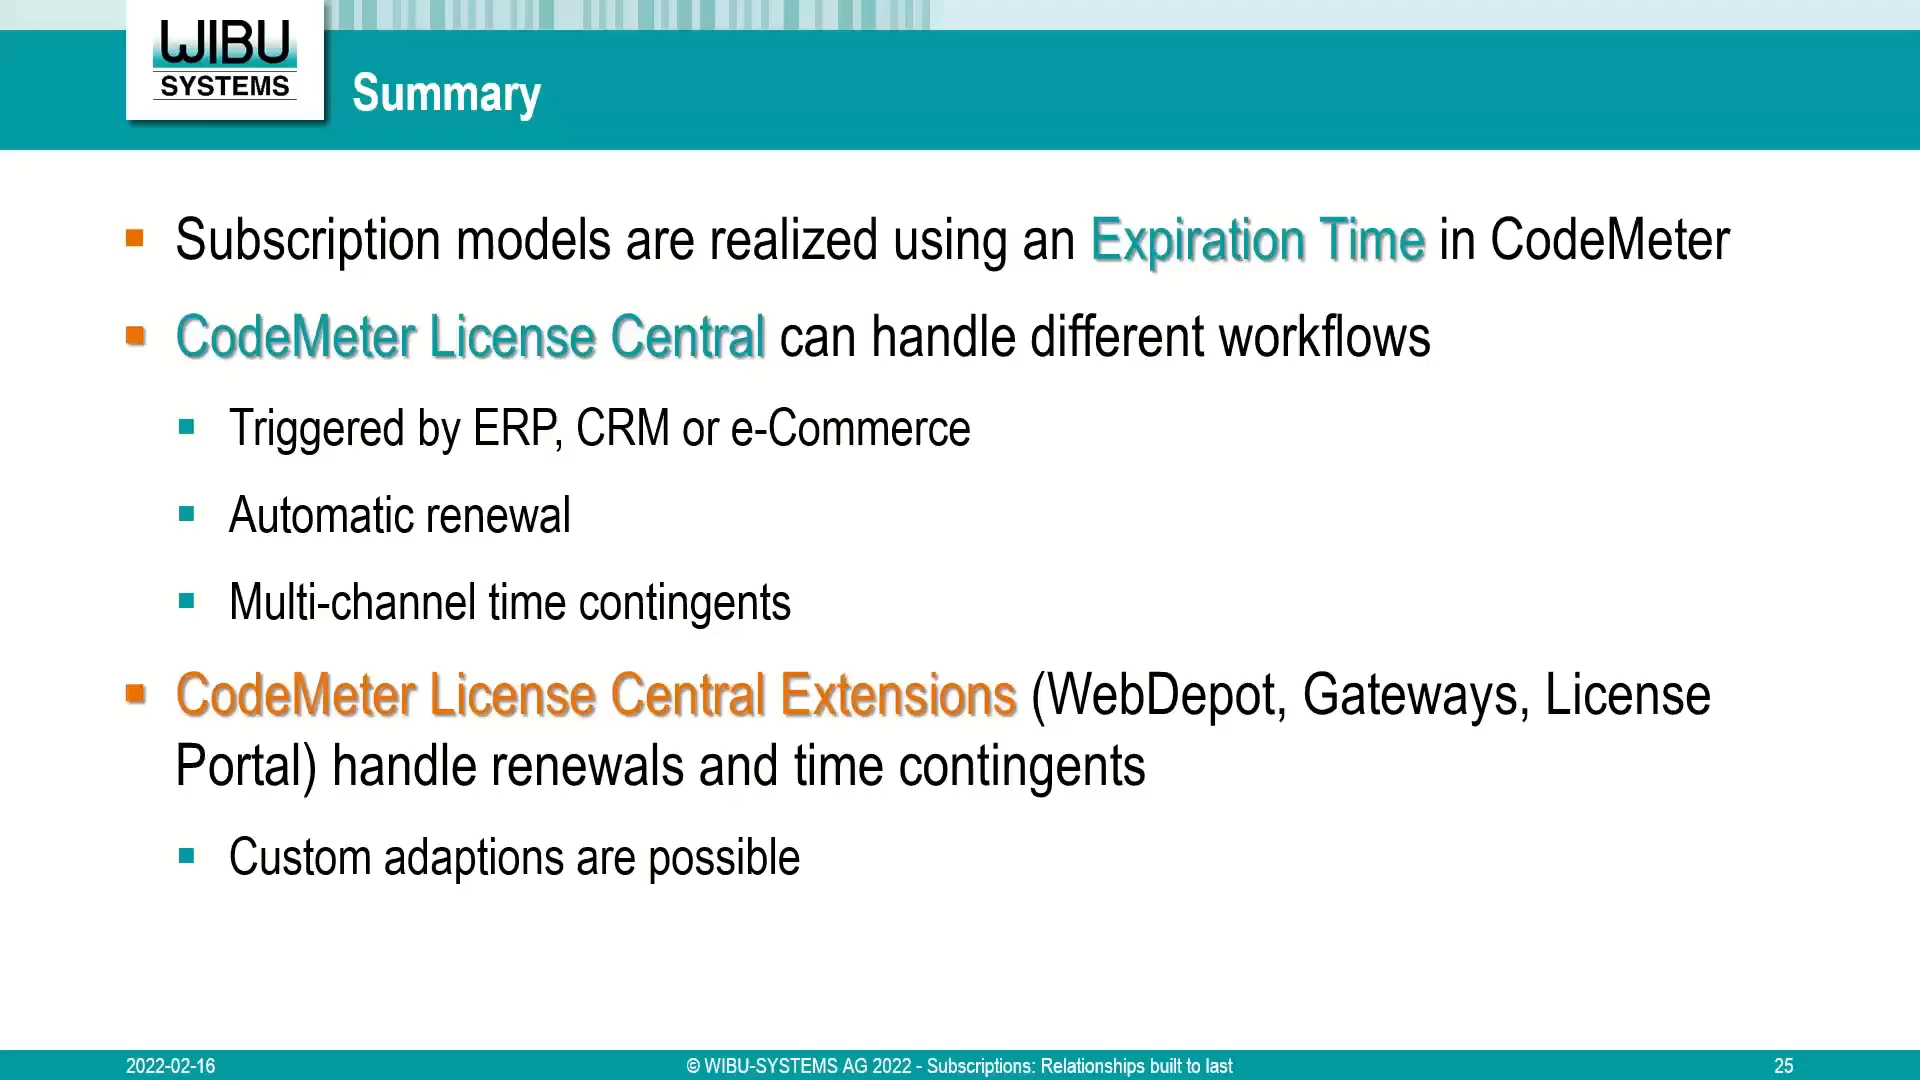 WIBU
SYSTEMS
Summary
Subscription models are realized using an Expiration Time in CodeMeter
CodeMeter License Central can handle different workflows
Triggered by ERP, CRM or e-Commerce
Automatic renewal
Multi-channel time contingents
CodeMeter License Central Extensions (WebDepot, Gateways, License
Portal) handle renewals and time contingents
Custom adaptions are possible
2022-02-16
© WIBU-SYSTEMS AG 2022 - Subscriptions: Relationships built to last
25